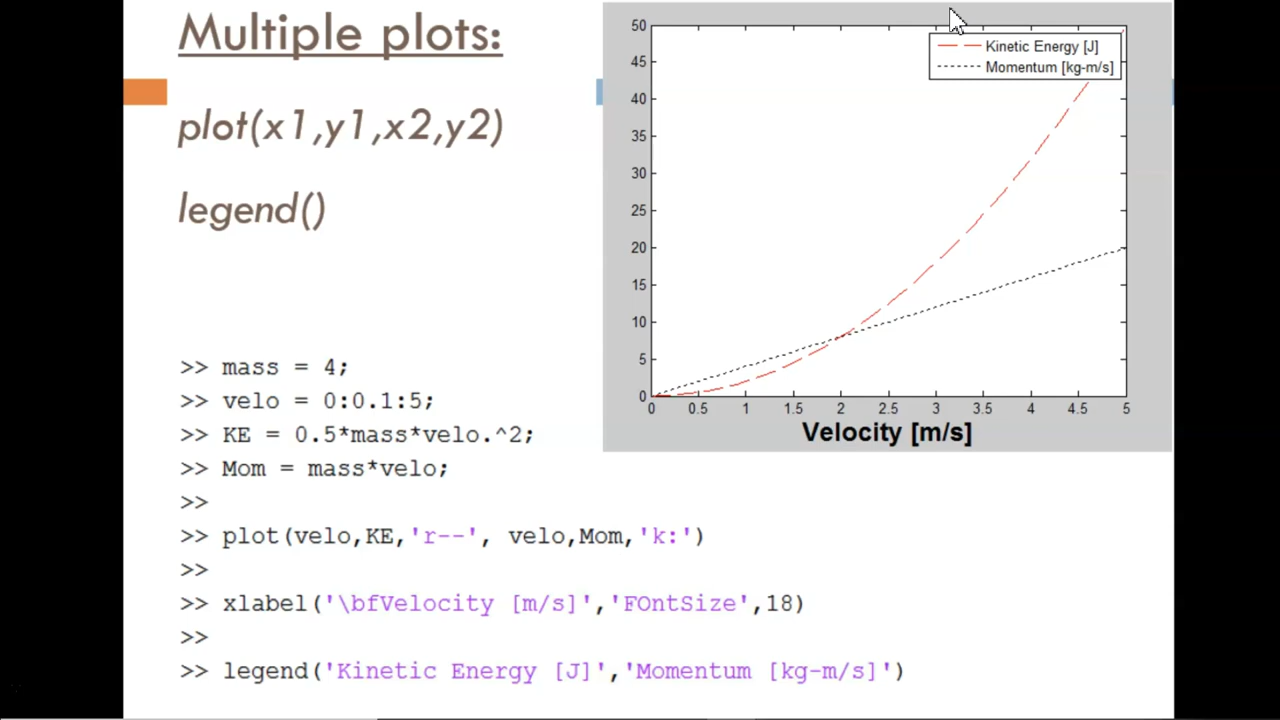 Multiple plots:
plot(x1,y1,x2,y2)
legend()
50
45
40
35
30
25
20
15
10
5
0
Kinetic Energy [J]
Momentum [kg-m/s]
0 0.5 1 1.5 2 2.5 3 3.5 4 4.5 5
Velocity [m/s]
>> mass = 4;
>> velo = 0:0.1:5;
>> KE = 0.5*mass*velo.^2;
>> Mom = mass*velo;
>>
>> plot(velo,KE,'r--', velo,Mom,'k:')
>>
>> xlabel('\bfVelocity [m/s]','FOntSize',18)
>>
>> legend('Kinetic Energy [J]','Momentum [kg-m/s]')